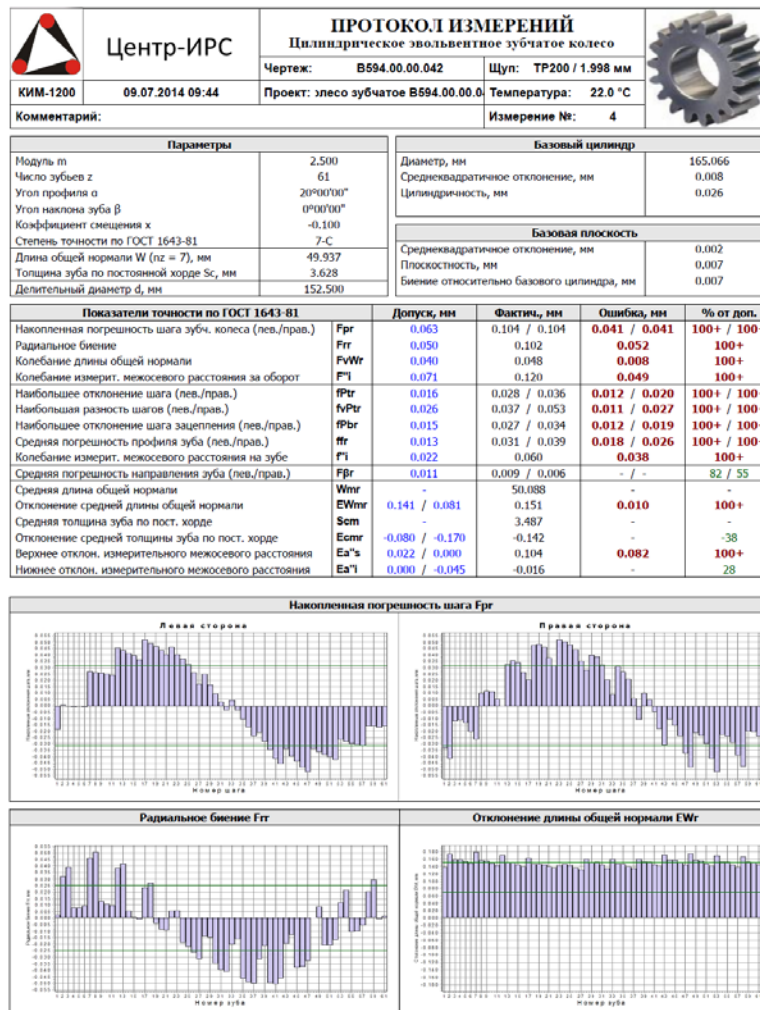 Центр-ИРС
ПРОТОКОЛ ИЗМЕРЕНИЙ
Цилиндрическое эвольвентное зубчатое колесо
Чертеж: B594.00.00.042 Щуп: TP200 / 1.998 мм
КИМ-1200 09.07.2014 09:44 Проект: олесо зубчатое B594.00.00.0 Температура: 22.0 °C
Комментарий: Измерение №: 4
Параметры
Модуль m 2.500
Число зубьев z 61
Угол профиля α 20°00'00"
Угол наклона зуба β 0°00'00"
Коэффициент смещения x -0.100
Степень точности по ГОСТ 1643-81 7-C
Длина общей нормали W (nz = 7), мм 49.937
Толщина зуба по постоянной хорде Sc, мм 3.628
Делительный диаметр d, мм 152.500
Базовый цилиндр
Диаметр, мм 165.066
Среднеквадратичное отклонение, мм 0.008
Цилиндричность, мм 0.026
Базовая плоскость
Среднеквадратичное отклонение, мм 0.002
Плоскостность, мм 0.007
Биение относительно базового цилиндра, мм 0.007
Показатели точности по ГОСТ 1643-81 Допуск, мм Фактич., мм Ошибка, мм % от доп.
Накопленная погрешность шага зубч. колеса (лев./прав.) Fpr 0.063 0.104 / 0.104 0.041 / 0.041 100+ / 100+
Радиальное биение Frr 0.050 0.102 0.052 100+
Колебание длины общей нормали FvWr 0.040 0.048 0.008 100+
Колебание измерит. межосевого расстояния за оборот F"i 0.071 0.120 0.049 100+
Наибольшее отклонение шага (лев./прав.) fPtr 0.016 0.028 / 0.036 0.012 / 0.020 100+ / 100+
Наибольшая разность шагов (лев./прав.) fvPtr 0.026 0.037 / 0.053 0.011 / 0.027 100+ / 100+
Наибольшее отклонение шага зацепления (лев./прав.) fPbr 0.015 0.027 / 0.034 0.012 / 0.019 100+ / 100+
Средняя погрешность профиля зуба (лев./прав.) ffr 0.013 0.031 / 0.039 0.018 / 0.026 100+ / 100+
Колебание измерит. межосевого расстояния на зубе f"i 0.022 0.060 0.038 100+
Средняя погрешность направления зуба (лев./прав.) Fβr 0.011 0.009 / 0.006 - / - 82 / 55
Средняя длина общей нормали Wmr - 50.088 - -
Отклонение средней длины общей нормали EWmr 0.141 / 0.081 0.151 0.010 100+
Средняя толщина зуба по пост. хорде Scm - 3.487 - -
Отклонение средней толщины зуба по пост. хорде Ecmr -0.080 / -0.170 -0.142 - -38
Верхнее отклон. измерительного межосевого расстояния Ea"s 0.022 / 0.000 0.104 0.082 100+
Нижнее отклон. измерительного межосевого расстояния Ea"i 0.000 / -0.045 -0.016 - 28
Накопленная погрешность шага Fpr
Левая сторона
Правая сторона
Номер шага
Номер шага
Радиальное биение Frr
Отклонение длины общей нормали EWr
Номер зуба
Номер зуба